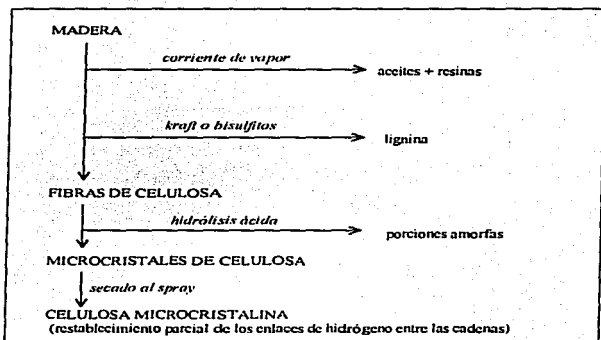 MADERA
corriente de vapor
aceites + resinas
kraft o bisulfitos
lignina
FIBRAS DE CELULOSA
hidrólisis ácida
porciones amorfas
MICROCRISTALES DE CELULOSA
secado al spray
CELULOSA MICROCRISTALINA
(restablecimiento parcial de los enlaces de hidrógeno entre las cadenas)